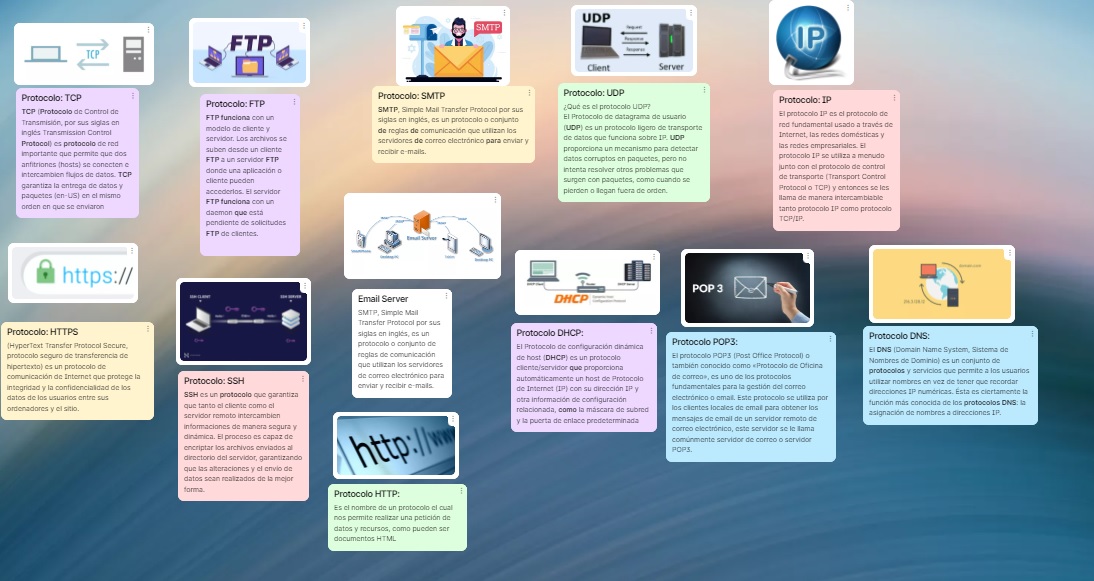 TCP
Protocolo: TCP
TCP (Protocolo de Control de
Transmisión, por sus siglas en
inglés Transmission Control
Protocol) es protocolo de red
importante que permite que dos
anfitriones (hosts) se conecten e
intercambien flujos de datos. TCP
garantiza la entrega de datos y
paquetes (en-US) en el mismo
orden en que se enviaron
FTP
Protocolo: FTP
FTP funciona con un
modelo de cliente y
servidor. Los archivos se
suben desde un cliente
FTP a un servidor FTP
donde una aplicación o
cliente pueden
accederlos. El servidor
FTP funciona con un
daemon que está
pendiente de solicitudes
FTP de clientes.
SMTP
Protocolo: SMTP
SMTP, Simple Mail Transfer Protocol por sus
siglas en inglés, es un protocolo o conjunto
de reglas de comunicación que utilizan los
servidores de correo electrónico para enviar y
recibir e-mails.
UDP
Request
Response
Response
Client
Server
Protocolo: UDP
¿Qué es el protocolo UDP?
El Protocolo de datagrama de usuario
(UDP) es un protocolo ligero de transporte
de datos que funciona sobre IP. UDP
proporciona un mecanismo para detectar
datos corruptos en paquetes, pero no
intenta resolver otros problemas que
surgen con paquetes, como cuando se
pierden o llegan fuera de orden.
IP
Protocolo: IP
El protocolo IP es el protocolo de
red fundamental usado a través de
Internet, las redes domésticas y
las redes empresariales. El
protocolo IP se utiliza a menudo
junto con el protocolo de control
de transporte (Transport Control
Protocol o TCP) y entonces se les
llama de manera intercambiable
tanto protocolo IP como protocolo
TCP/IP.
https://
Protocolo: HTTPS
(HyperText Transfer Protocol Secure,
protocolo seguro de transferencia de
hipertexto) es un protocolo de
comunicación de Internet que protege la
integridad y la confidencialidad de los
datos de los usuarios entre sus
ordenadores y el sitio.
SSH CLIENT
SSH SERVER
Protocolo: SSH
SSH es un protocolo que garantiza
que tanto el cliente como el
servidor remoto intercambien
informaciones de manera segura y
dinámica. El proceso es capaz de
encriptar los archivos enviados al
directorio del servidor, garantizando
que las alteraciones y el envío de
datos sean realizados de la mejor
forma.
Email Server
Desktop PC
Desktop PC
Email Server
SMTP, Simple Mail
Transfer Protocol por sus
siglas en inglés, es un
protocolo o conjunto de
reglas de comunicación
que utilizan los servidores
de correo electrónico para
enviar y recibir e-mails.
http://www
Protocolo HTTP:
Es el nombre de un protocolo el cual
nos permite realizar una petición de
datos y recursos, como pueden ser
documentos HTML
DHCP
Protocolo DHCP:
El Protocolo de configuración dinámica
de host (DHCP) es un protocolo
cliente/servidor que proporciona
automáticamente un host de Protocolo
de Internet (IP) con su dirección IP y
otra información de configuración
relacionada, como la máscara de subred
y la puerta de enlace predeterminada
POP 3
Protocolo POP3:
El protocolo POP3 (Post Office Protocol) o
también conocido como «Protocolo de Oficina
de correo», es uno de los protocolos
fundamentales para la gestión del correo
electrónico o email. Este protocolo se utiliza por
los clientes locales de email para obtener los
mensajes de email de un servidor remoto de
correo electrónico, este servidor se le llama
comúnmente servidor de correo o servidor
POP3.
Protocolo DNS:
El DNS (Domain Name System, Sistema de
Nombres de Dominio) es un conjunto de
protocolos y servicios que permite a los usuarios
utilizar nombres en vez de tener que recordar
direcciones IP numéricas. Ésta es ciertamente la
función más conocida de los protocolos DNS: la
asignación de nombres a direcciones IP.